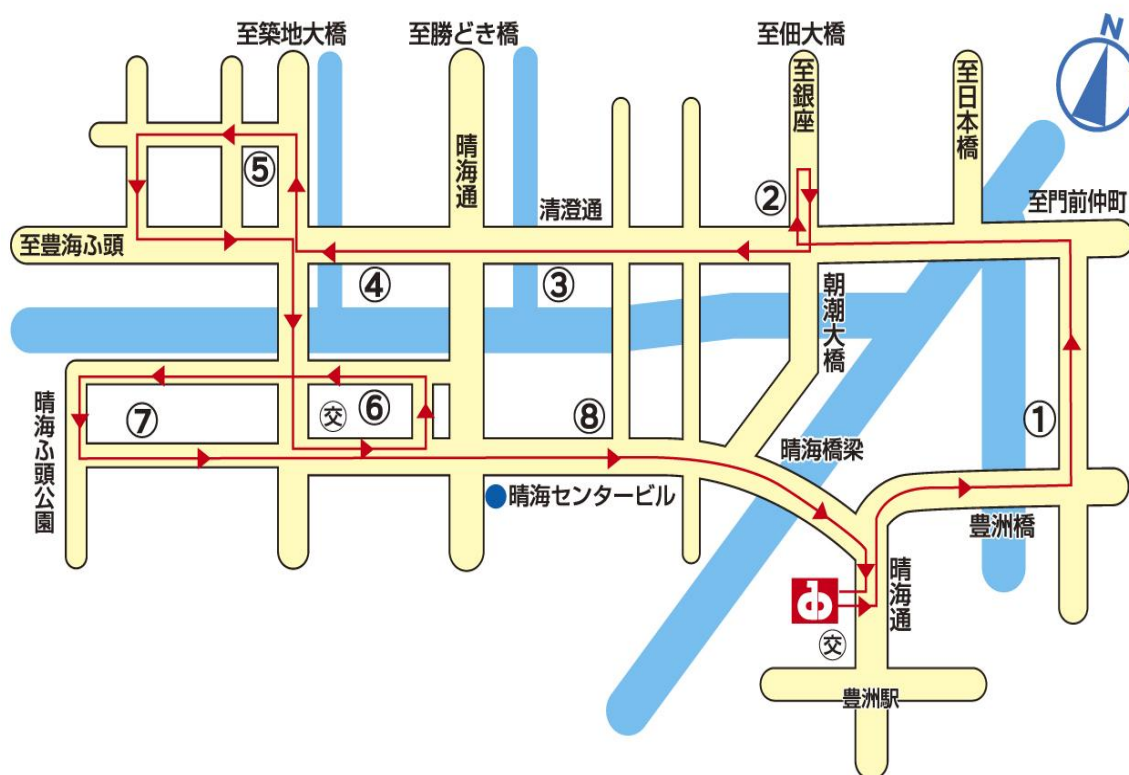 至築地大橋
至勝どき橋
至佃大橋
N
至銀座
至日本橋
晴海通
⑤
②
清澄通
至門前仲町
至豊海ふ頭
④
③
朝潮大橋
晴海ふ頭公園
⑦
交
⑥
⑧
①
晴海橋梁
晴海センタービル
豊洲橋
晴海通
交
豊洲駅